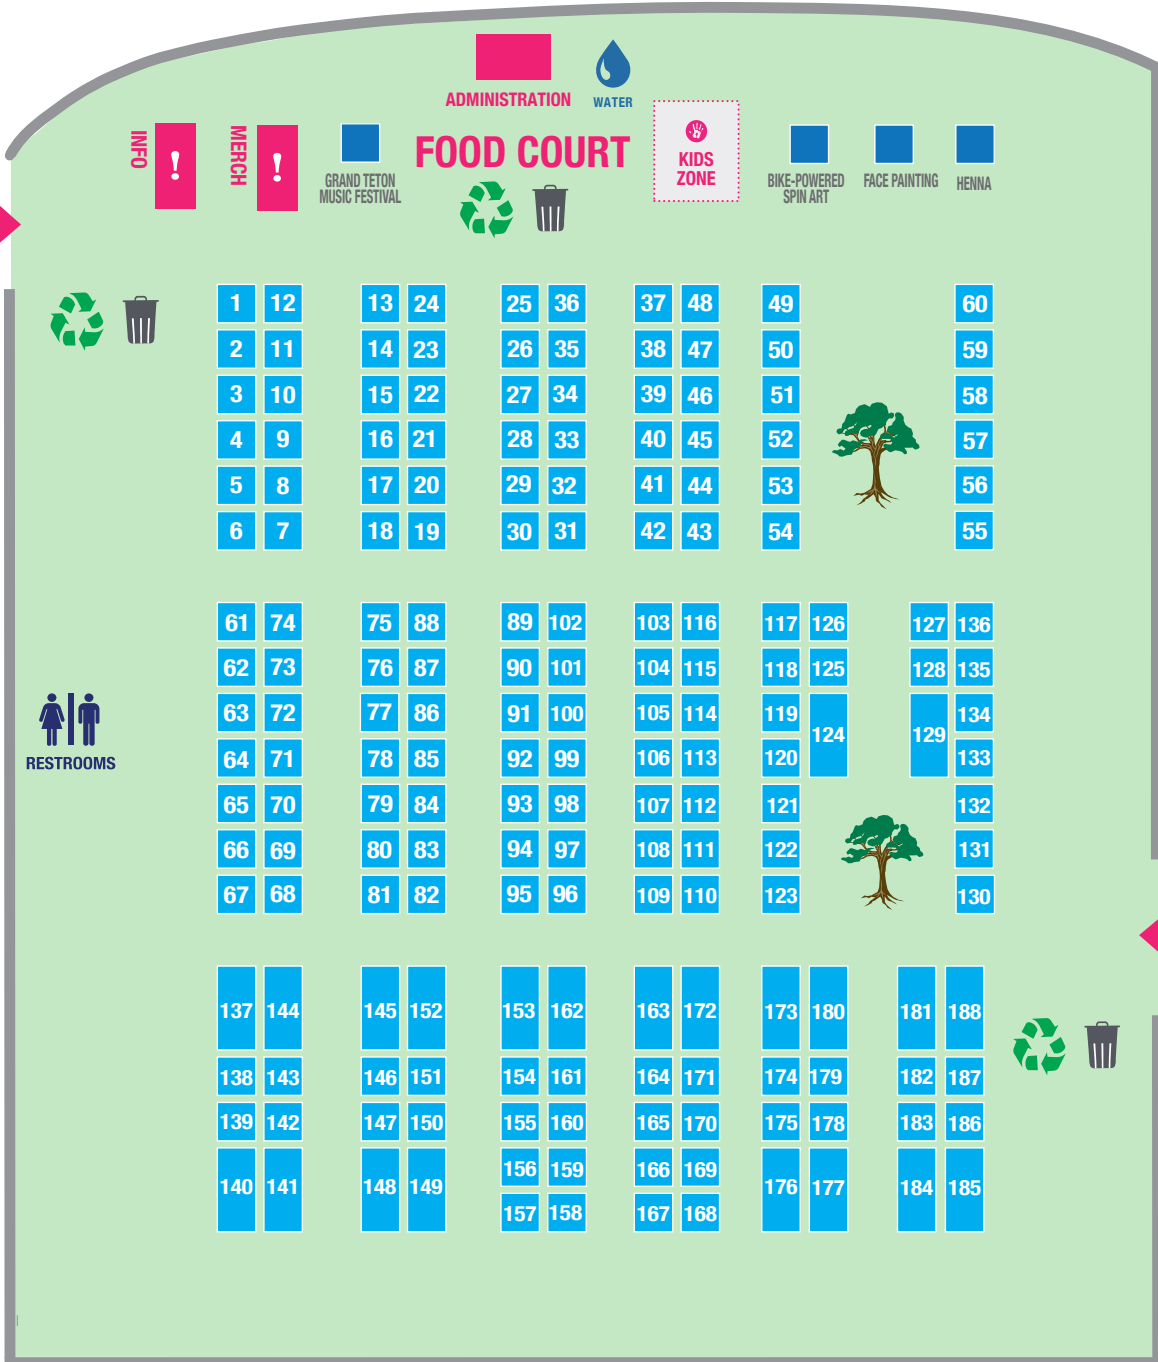 ADMINISTRATION
WATER
INFO
!
MERCH
!
GRAND TETON
MUSIC FESTIVAL
FOOD COURT
KIDS
ZONE
BIKE-POWERED
SPIN ART
FACE PAINTING
HENNA
1 12 13 24 25 36 37 48 49 60
2 11 14 23 26 35 38 47 50 59
3 10 15 22 27 34 39 46 51 58
4 9 16 21 28 33 40 45 52 57
5 8 17 20 29 32 41 44 53 56
6 7 18 19 30 31 42 43 54 55
61 74 75 88 89 102 103 116 117 126 127 136
62 73 76 87 90 101 104 115 118 125 128 135
63 72 77 86 91 100 105 114 119 124 129 134
64 71 78 85 92 99 106 113 120 133
65 70 79 84 93 98 107 112 121 132
66 69 80 83 94 97 108 111 122 131
67 68 81 82 95 96 109 110 123 130
RESTROOMS
137 144 145 152 153 162 163 172 173 180 181 188
138 143 146 151 154 161 164 171 174 179 182 187
139 142 147 150 155 160 165 170 175 178 183 186
140 141 148 149 156 159 166 169 176 177 184 185
157 158 167 168